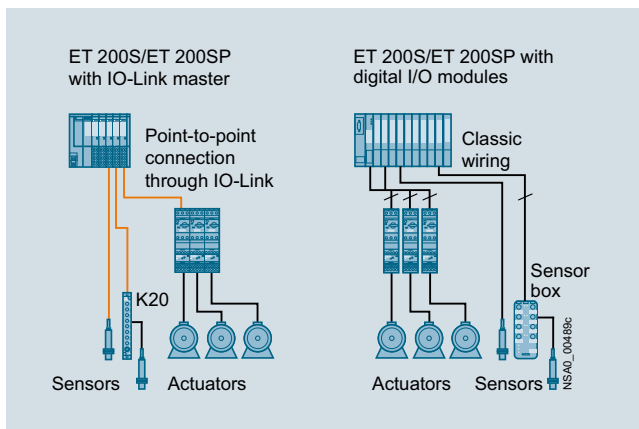 ET 200S/ET 200SP
with IO-Link master
Point-to-point
connection
through IO-Link
K20
Sensors
Actuators
ET 200S/ET 200SP with
digital I/O modules
Classic
wiring
Sensor
box
Actuators
Sensors
NSA0_00489c